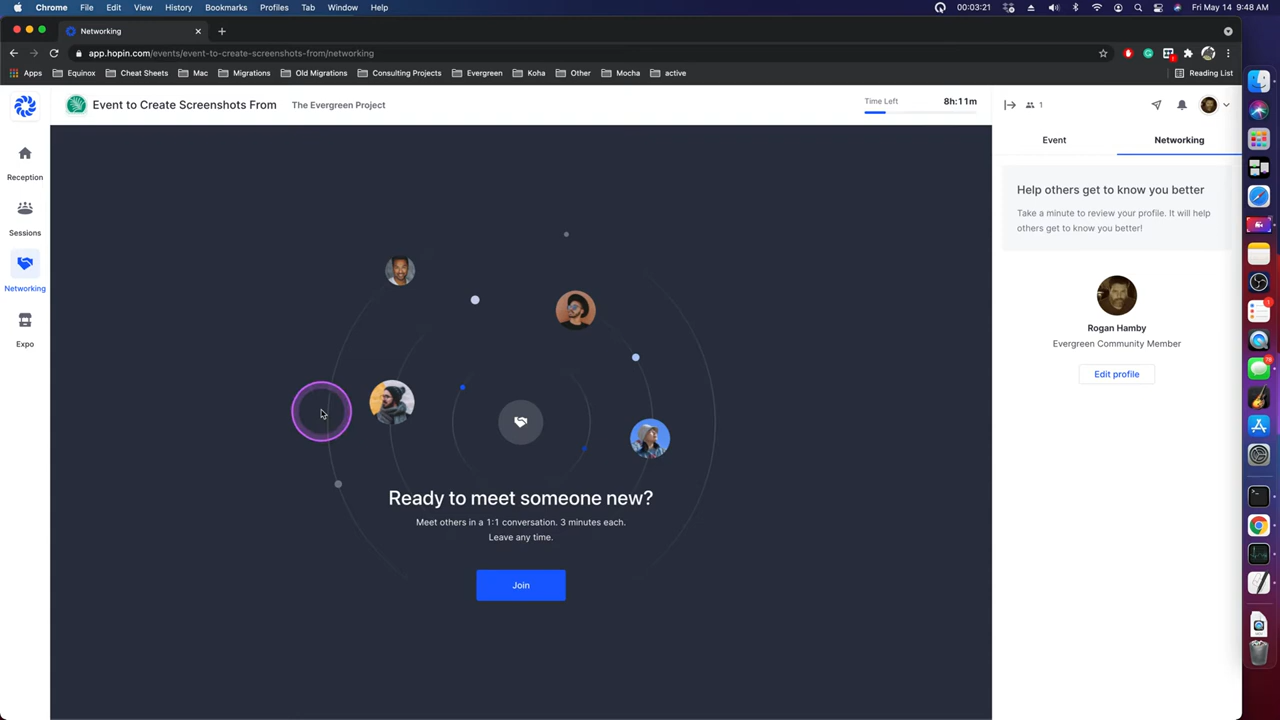 Chrome File Edit View History Bookmarks Profiles Tab Window Help 00:03:21 Fri May 14 9:48 AM
Networking
app.hopin.com/events/event-to-create-screenshots-from/networking
Apps Equinox Cheat Sheets Mac Migrations Old Migrations Consulting Projects Evergreen Koha Other Mocha active Reading List
Event to Create Screenshots From The Evergreen Project
Time Left 8h:11m
1
Reception
Sessions
Networking
Expo
Ready to meet someone new?
Meet others in a 1:1 conversation. 3 minutes each.
Leave any time.
Join
Event Networking
Help others get to know you better
Take a minute to review your profile. It will help
others get to know you better!
Rogan Hamby
Evergreen Community Member
Edit profile